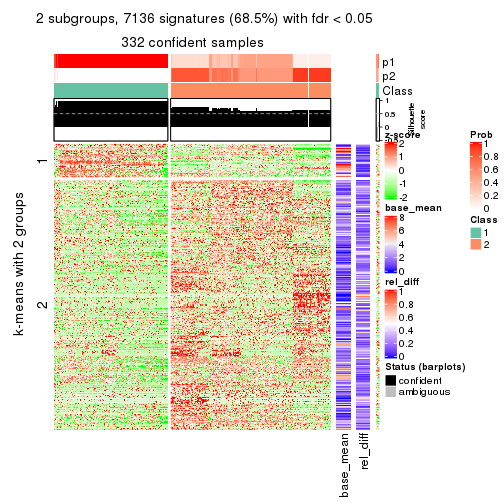 2 subgroups, 7136 signatures (68.5%) with fdr < 0.05
332 confident samples
p1
p2
Class
1
0.5
0
Silhouette
score
k-means with 2 groups
1
2
base_mean
rel_diff
z-score
2
1
0
-1
-2
base_mean
8
6
4
2
0
rel_diff
1
0.8
0.6
0.4
0.2
0
Status (barplots)
confident
ambiguous
Prob
1
0.8
0.6
0.4
0.2
0
Class
1
2